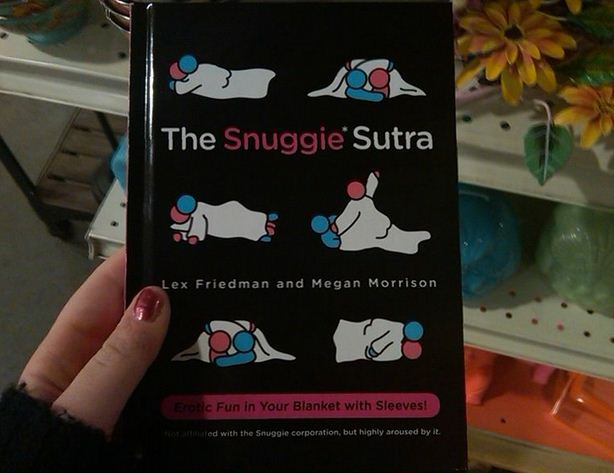 The Snuggie* Sutra
Lex Friedman and Megan Morrison
Erotic Fun in Your Blanket with Sleeves!
Not affiliated with the Snuggie corporation, but highly aroused by it.